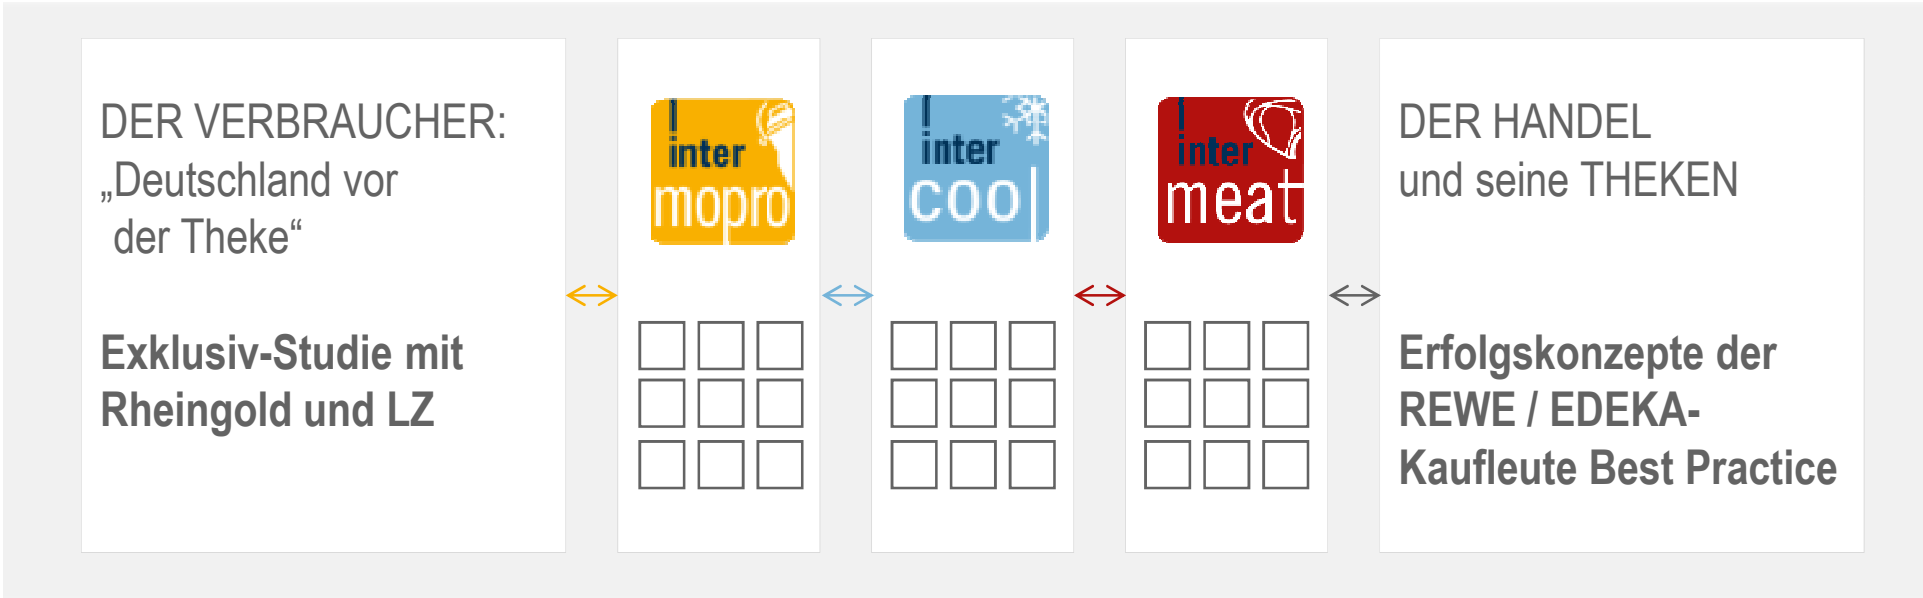 DER VERBRAUCHER:
„Deutschland vor
der Theke“
Exklusiv-Studie mit
Rheingold und LZ
inter
mopro
inter
cool
inter
meat
DER HANDEL
und seine THEKEN
Erfolgskonzepte der
REWE / EDEKA-
Kaufleute Best Practice